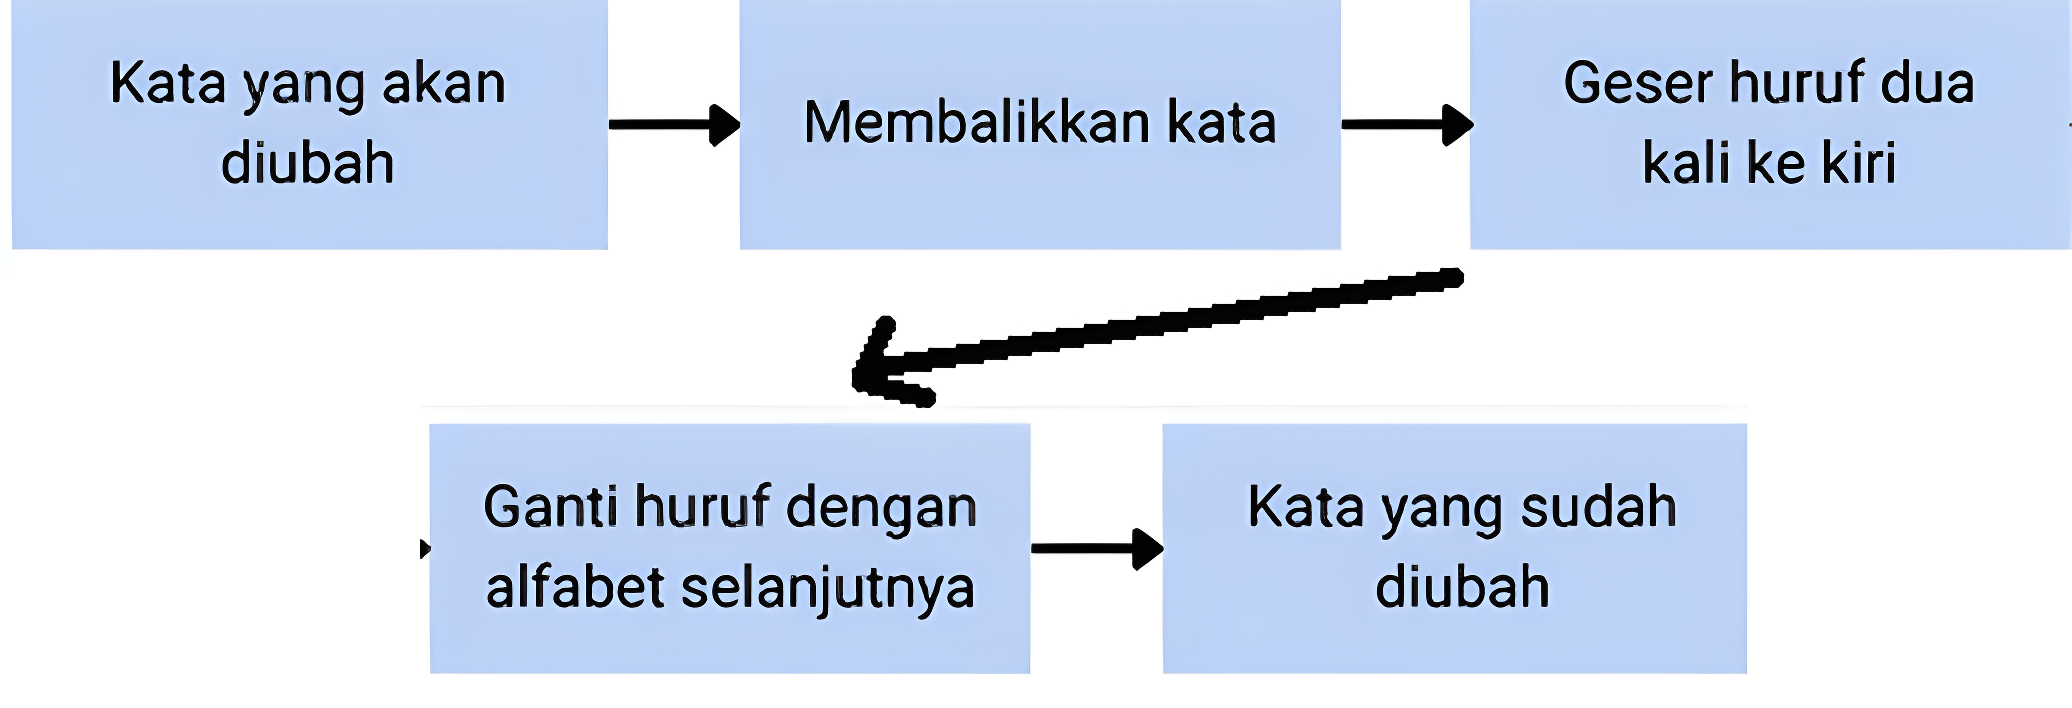 Kata yang akan
diubah
Membalikkan kata
Geser huruf dua
kali ke kiri
Ganti huruf dengan
alfabet selanjutnya
Kata yang sudah
diubah